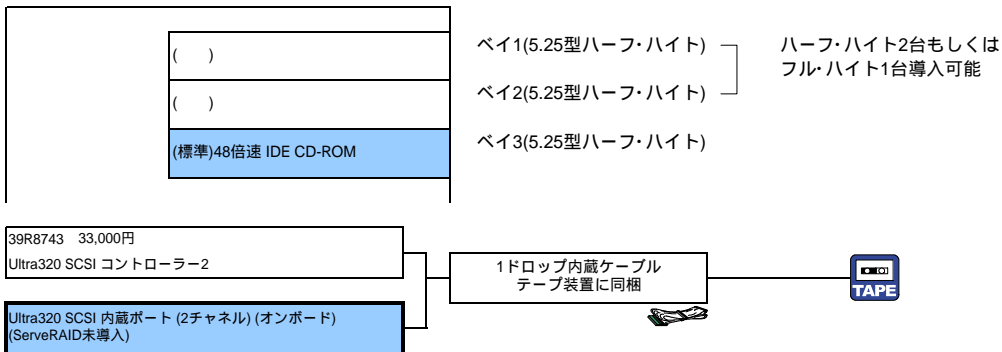 (　　)
ベイ1(5.25型ハーフ・ハイト)
ハーフ・ハイト2台もしくは
フル・ハイト1台導入可能
(　　)
ベイ2(5.25型ハーフ・ハイト)
(標準)48倍速 IDE CD-ROM
ベイ3(5.25型ハーフ・ハイト)
39R8743　33,000円
Ultra320 SCSI コントローラー2
1ドロップ内蔵ケーブル
テープ装置に同梱
TAPE
Ultra320 SCSI 内蔵ポート (2チャネル) (オンボード)
(ServeRAID未導入)